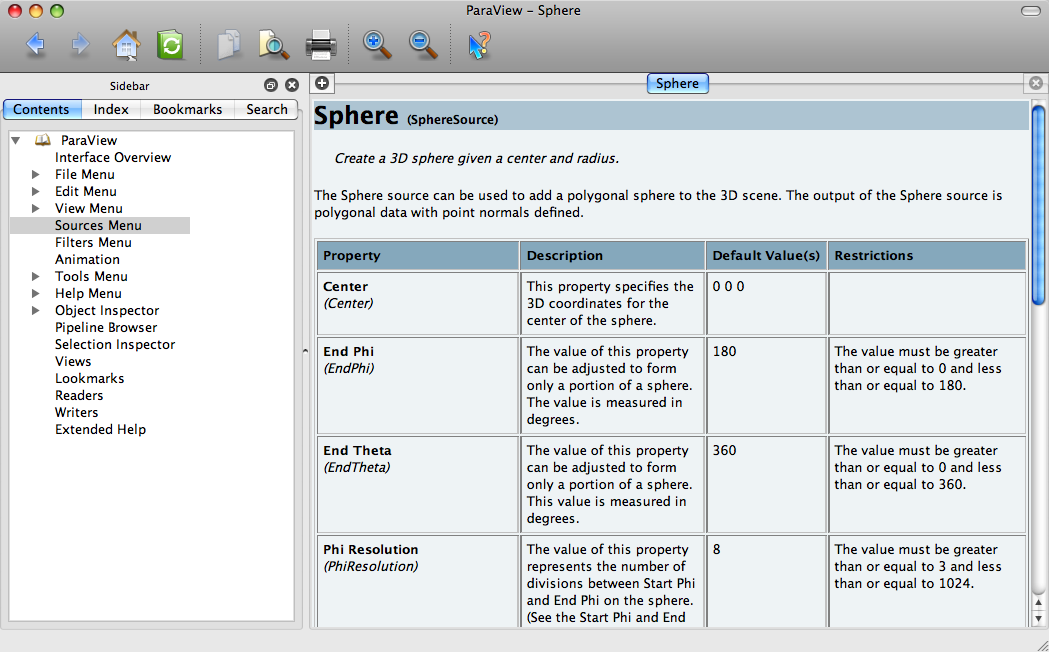 ParaView – Sphere
Sidebar
Contents
Index
Bookmarks
Search
ParaView
Interface Overview
File Menu
Edit Menu
View Menu
Sources Menu
Filters Menu
Animation
Tools Menu
Help Menu
Object Inspector
Pipeline Browser
Selection Inspector
Views
Lookmarks
Readers
Writers
Extended Help
Sphere
Sphere (SphereSource)
Create a 3D sphere given a center and radius.
The Sphere source can be used to add a polygonal sphere to the 3D scene. The output of the Sphere source is
polygonal data with point normals defined.
Property Description Default Value(s) Restrictions
Center
(Center)
This property specifies the
3D coordinates for the
center of the sphere.
0 0 0
End Phi
(EndPhi)
The value of this property
can be adjusted to form
only a portion of a sphere.
The value is measured in
degrees.
180
The value must be greater
than or equal to 0 and less
than or equal to 180.
End Theta
(EndTheta)
The value of this property
can be adjusted to form
only a portion of a sphere.
This value is measured in
degrees.
360
The value must be greater
than or equal to 0 and less
than or equal to 360.
Phi Resolution
(PhiResolution)
The value of this property
represents the number of
divisions between Start Phi
and End Phi on the sphere.
(See the Start Phi and End
8
The value must be greater
than or equal to 3 and less
than or equal to 1024.